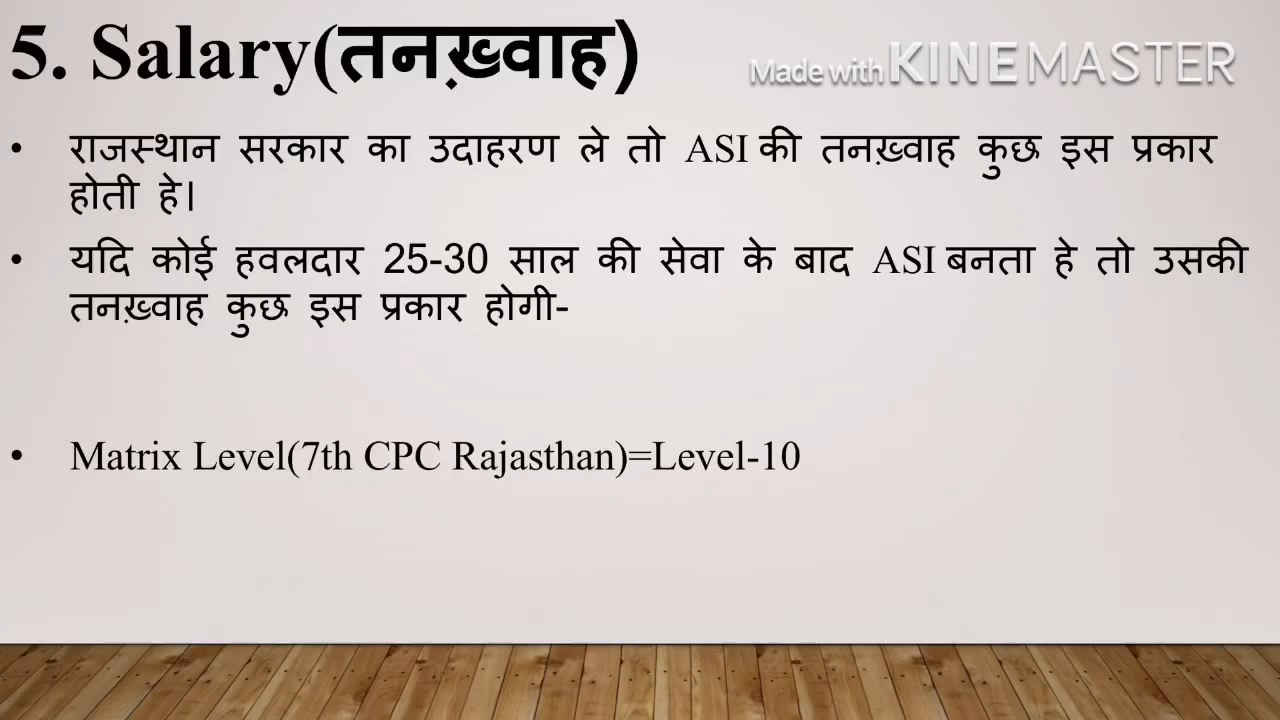 5. Salary(तनख़्वाह)
Made with KINEMASTER
• राजस्थान सरकार का उदाहरण ले तो ASI की तनख़्वाह कुछ इस प्रकार
होती हे।
• यदि कोई हवलदार 25-30 साल की सेवा के बाद ASI बनता हे तो उसकी
तनख़्वाह कुछ इस प्रकार होगी-
• Matrix Level(7th CPC Rajasthan)=Level-10